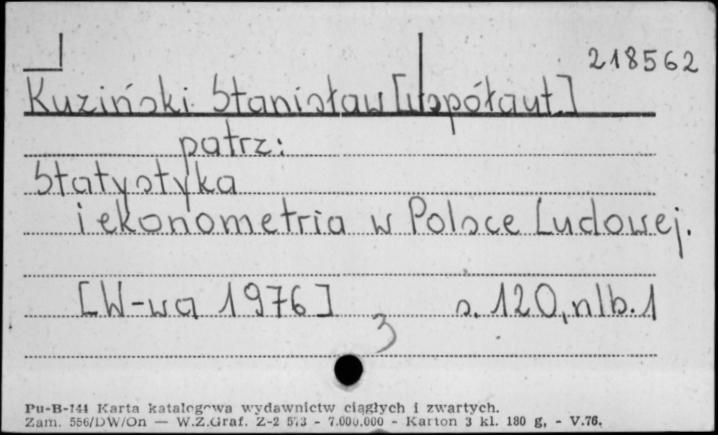 218562
Kuziński Stanisław [współaut.]
patrz:
Statystyka
i ekonometria w Polsce Ludowej.
[W-wa 1976] s. 120, nlb. 1
3
Pu-B-144 Karta katalogowa wydawnictw ciągłych i zwartych.
Zam. 556/DW/On — W.Z.Graf. Z-2 573 - 7.000.000 - Karton 3 kl. 180 g, - V.76.